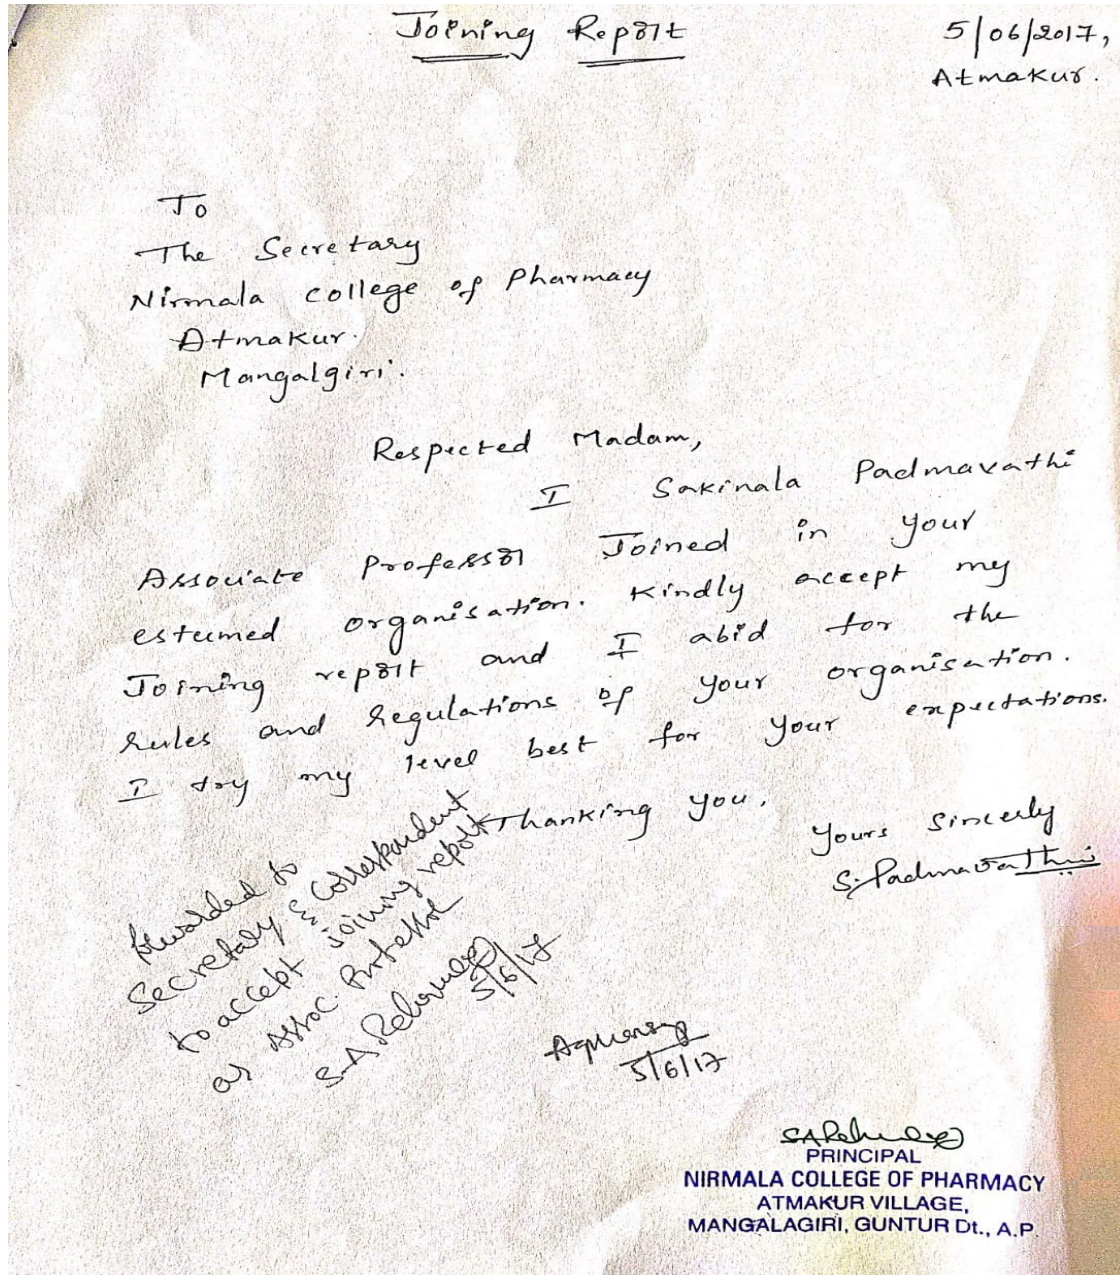 Joining Report
5/06/2017,
Atmakur.
To
The Secretary
Nirmala college of Pharmacy
Atmakur.
Mangalgiri.
Respected Madam,
I Sakinala Padmavathi
Associate Professor Joined in your
esteemed organisation. Kindly accept my
Joining report and I abid for the
rules and regulations of your organisation.
I try my level best for your expectations.
Thanking you,
Yours Sincerly
S. Padmavathi
Forwarded to
Secretary & Correspondent
to accept joining report
as Assoc. Professor
5/6/17
5/6/17
PRINCIPAL
NIRMALA COLLEGE OF PHARMACY
ATMAKUR VILLAGE,
MANGALAGIRI, GUNTUR Dt., A.P.